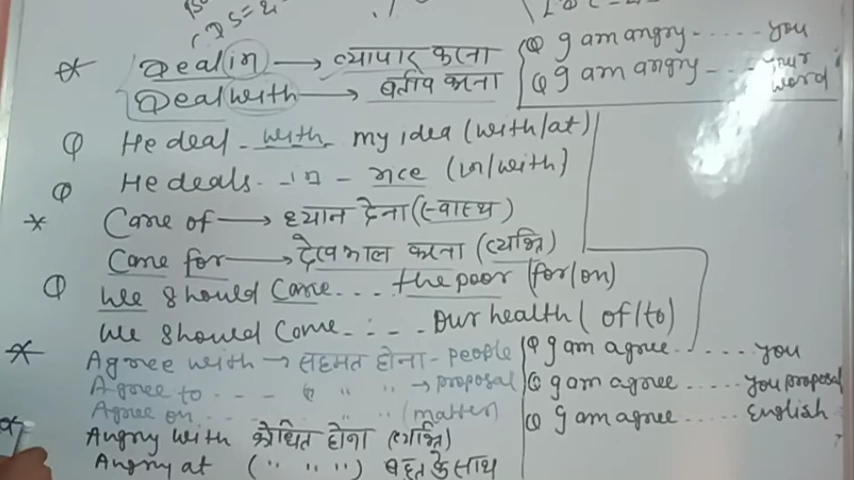 * Deal in → व्यापार करना
Deal with → बर्ताव करना
Q He deal - with - my idea (with/at)
Q He deals - in - rice (in/with)
* Care of → ध्यान देना (स्वास्थ)
Care for → देखभाल करना (व्यक्ति)
Q We should care... the poor (for/on)
We should care.... our health (of/to)
* Agree with → सहमत होना - people
Agree to - - - " " " → proposal
Agree on... " " (matter)
Angry with क्रोधित होना (व्यक्ति)
Angry at (" " ")
Q I am angry - . . . . you
Q I am angry - - . . your word
Q I am agree ...... you
Q I am agree ..... you proposal
Q I am agree ..... English